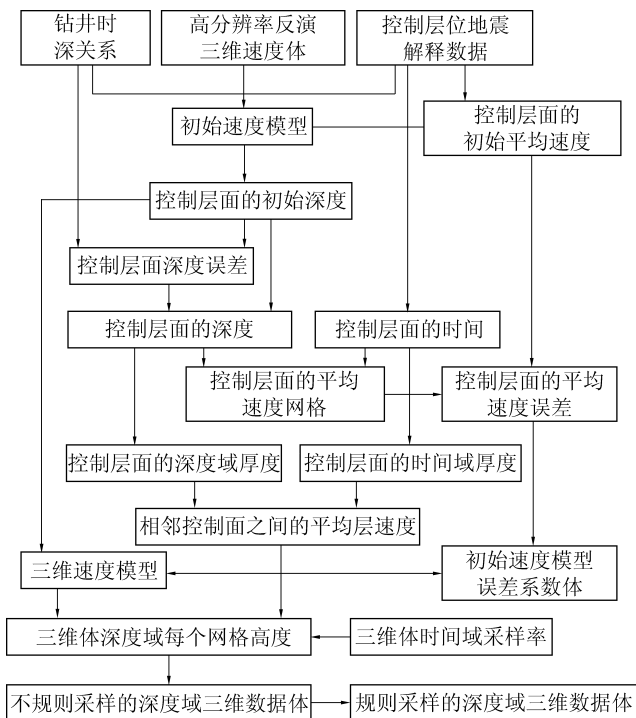 钻井时
深关系
高分辨率反演
三维速度体
控制层位地震
解释数据
初始速度模型
控制层面的
初始平均速度
控制层面的初始深度
控制层面深度误差
控制层面的深度
控制层面的时间
控制层面的平均
速度网格
控制层面的平均
速度误差
控制层面的深度域厚度
控制层面的时间域厚度
相邻控制面之间的平均层速度
三维速度模型
初始速度模型
误差系数体
三维体深度域每个网格高度
三维体时间域采样率
不规则采样的深度域三维数据体
规则采样的深度域三维数据体